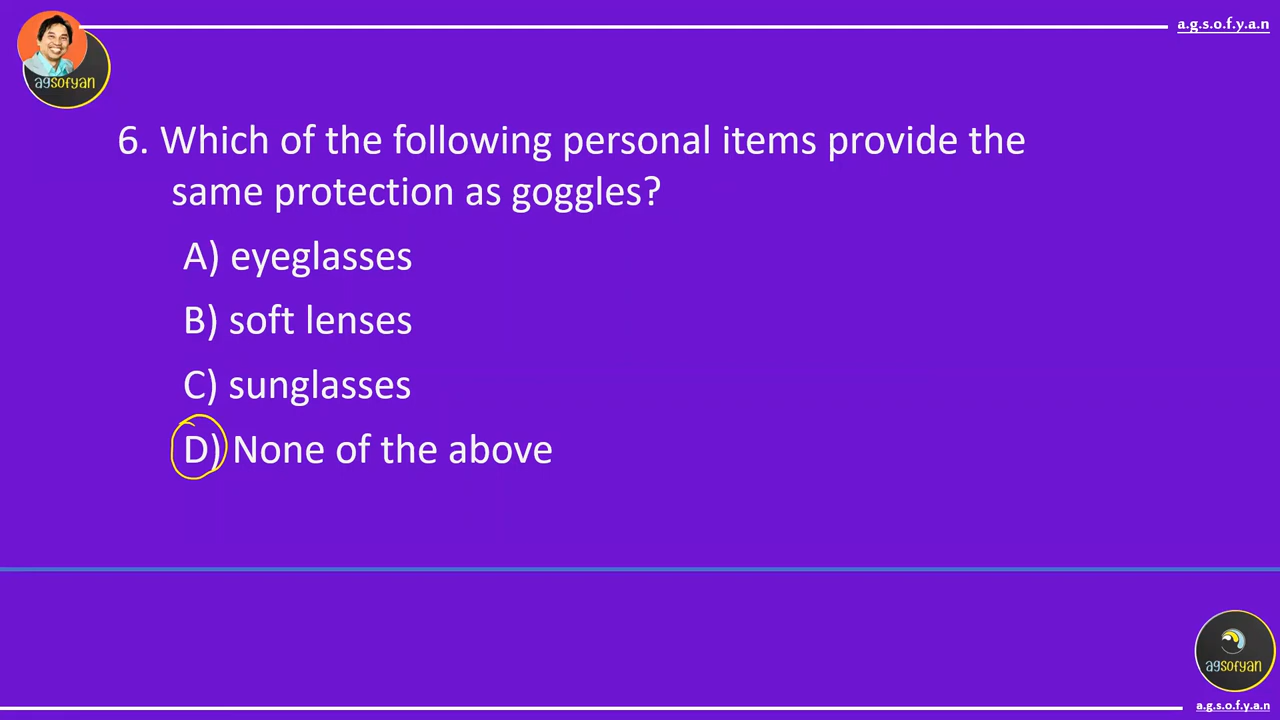 a.g.s.o.f.y.a.n
agsofyan
6. Which of the following personal items provide the
same protection as goggles?
A) eyeglasses
B) soft lenses
C) sunglasses
D) None of the above
agsofyan
a.g.s.o.f.y.a.n